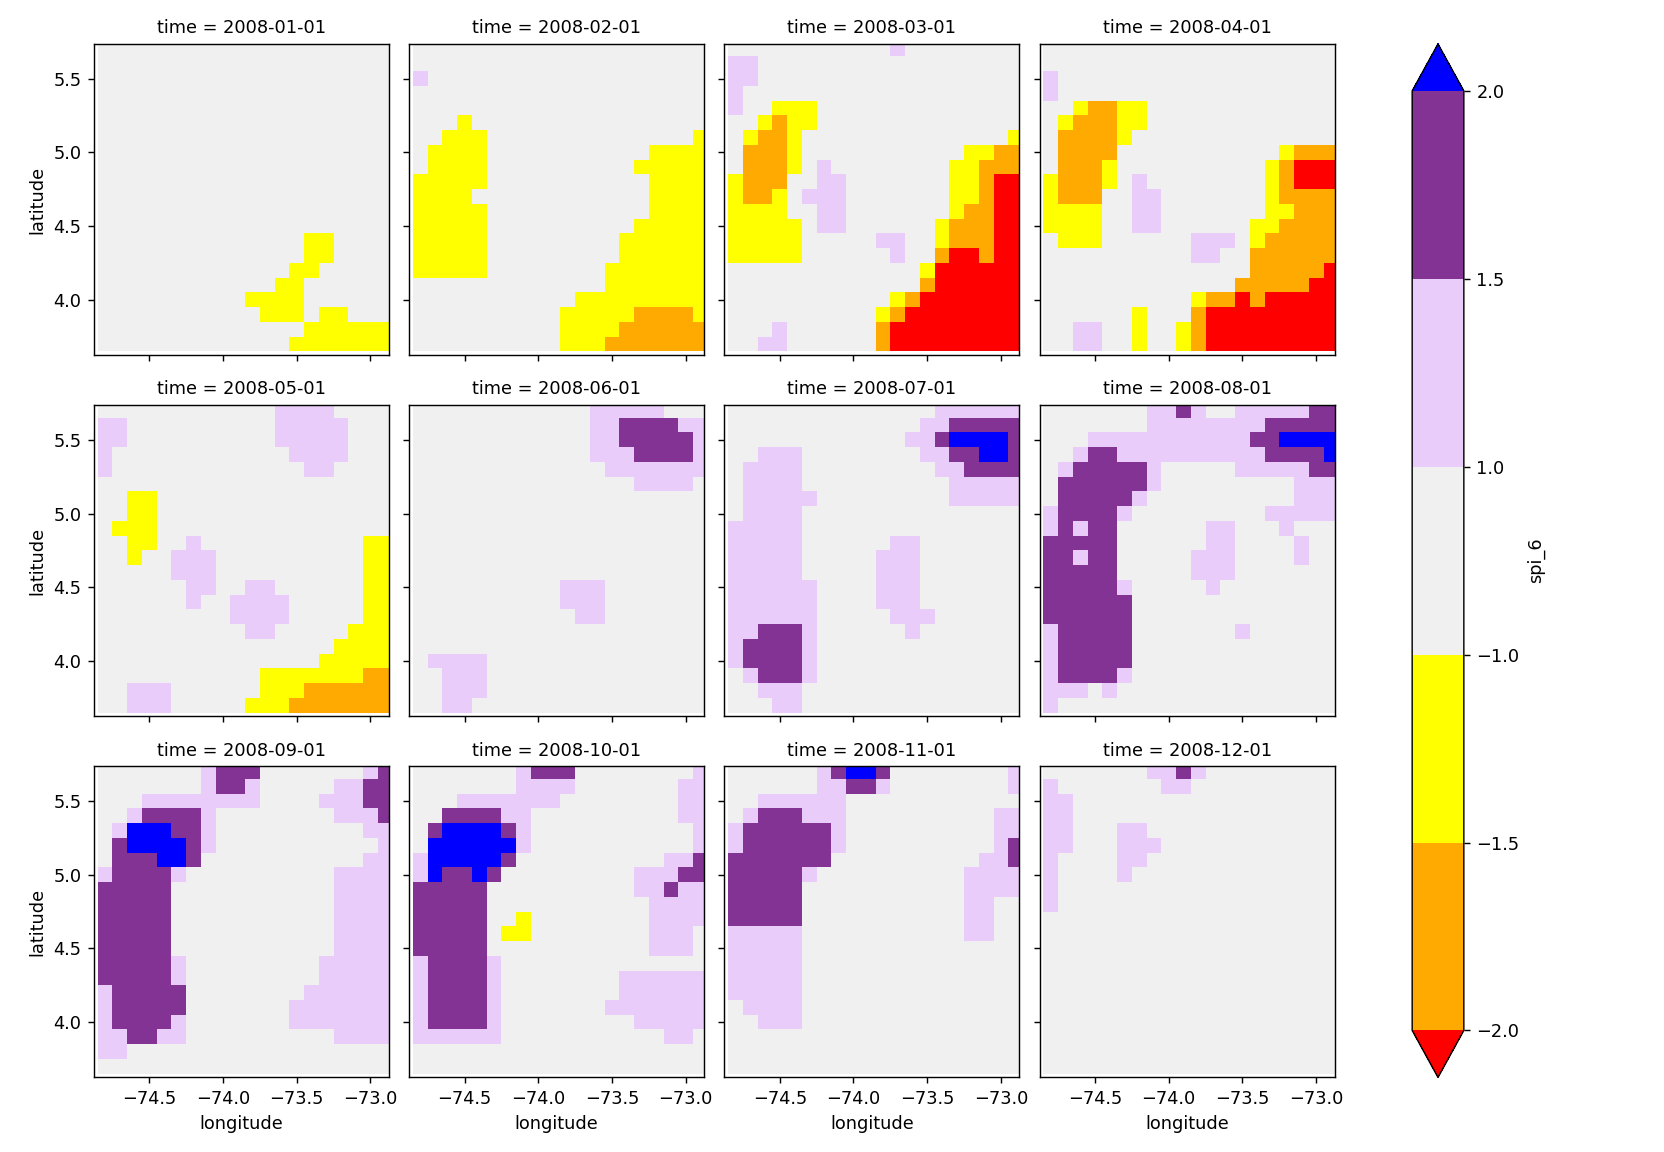 time = 2008-01-01
time = 2008-02-01
time = 2008-03-01
time = 2008-04-01
5.5
5.0
4.5
4.0
latitude
time = 2008-05-01
time = 2008-06-01
time = 2008-07-01
time = 2008-08-01
5.5
5.0
4.5
4.0
latitude
time = 2008-09-01
time = 2008-10-01
time = 2008-11-01
time = 2008-12-01
5.5
5.0
4.5
4.0
latitude
−74.5 −74.0 −73.5 −73.0
longitude
−74.5 −74.0 −73.5 −73.0
longitude
−74.5 −74.0 −73.5 −73.0
longitude
−74.5 −74.0 −73.5 −73.0
longitude
2.0
1.5
1.0
−1.0
−1.5
−2.0
spi_6